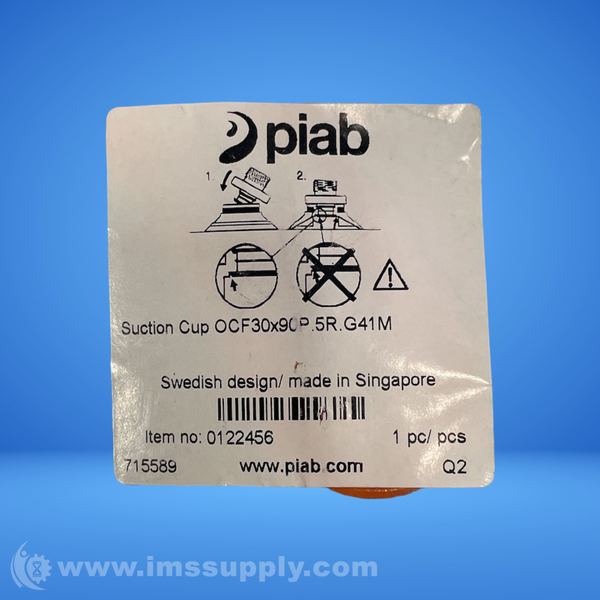 piab
1. 2.
Suction Cup OCF30x90P.5R.G41M
Swedish design/ made in Singapore
Item no: 0122456 1 pc/ pcs
715589 www.piab.com Q2
www.imssupply.com